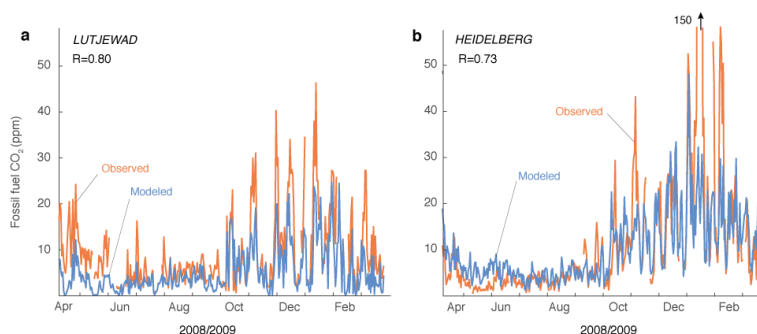 a
LUTJEWAD
R=0.80
Fossil fuel CO2 (ppm)
50
40
30
20
10
Observed
Modeled
Apr Jun Aug Oct Dec Feb
2008/2009
b
HEIDELBERG
R=0.73
150
50
40
30
20
10
Observed
Modeled
Apr Jun Aug Oct Dec Feb
2008/2009